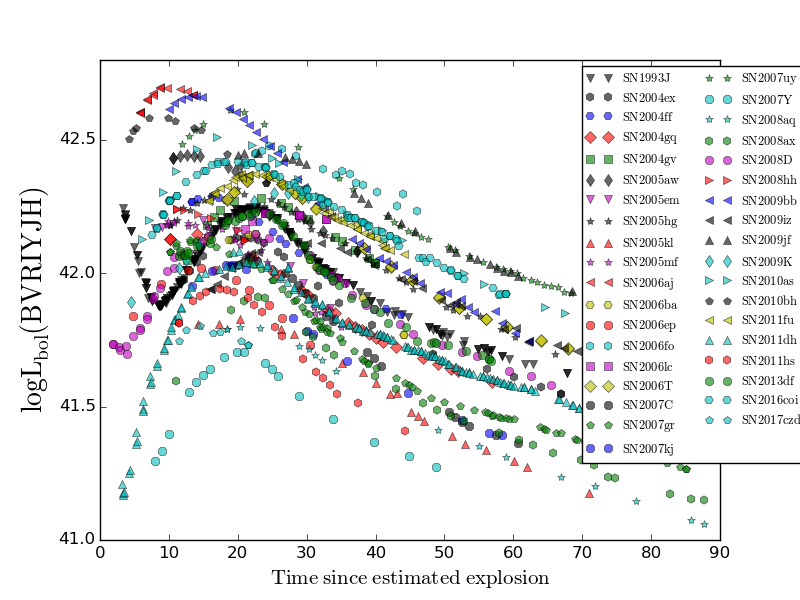 42.5
42.0
41.5
41.0
logL_bol(BVRIYJH)
0 10 20 30 40 50 60 70 80 90
Time since estimated explosion
SN1993J
SN2004ex
SN2004ff
SN2004gq
SN2004gv
SN2005aw
SN2005em
SN2005hg
SN2005kl
SN2005mf
SN2006aj
SN2006ba
SN2006ep
SN2006fo
SN2006lc
SN2006T
SN2007C
SN2007gr
SN2007kj
SN2007uy
SN2007Y
SN2008aq
SN2008ax
SN2008D
SN2008hh
SN2009bb
SN2009iz
SN2009jf
SN2009K
SN2010as
SN2010bh
SN2011fu
SN2011dh
SN2011hs
SN2013df
SN2016coi
SN2017czd